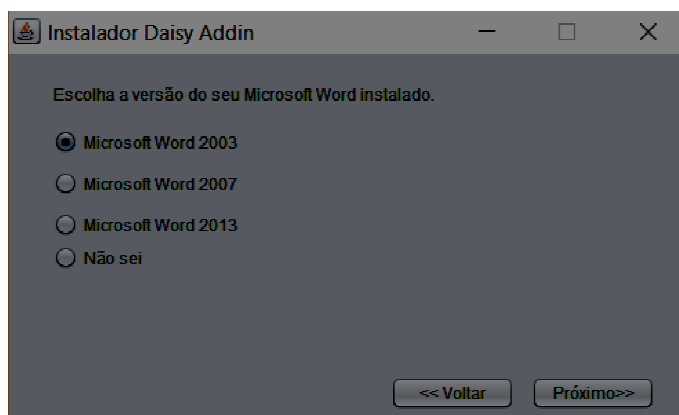 Instalador Daisy Addin
Escolha a versão do seu Microsoft Word instalado.
Microsoft Word 2003
Microsoft Word 2007
Microsoft Word 2013
Não sei
<< Voltar
Próximo>>